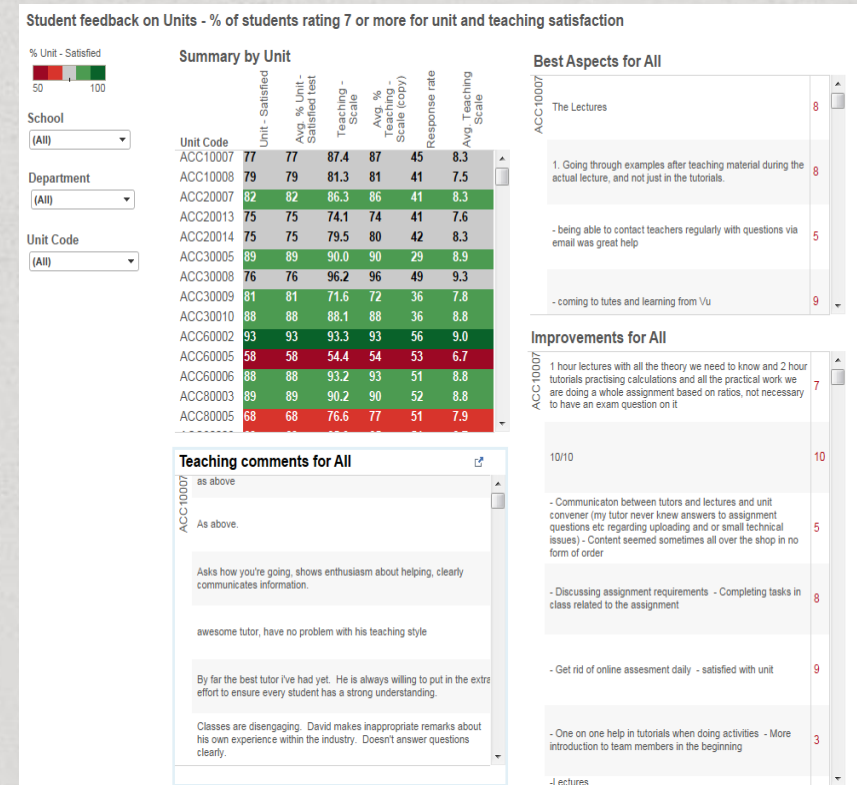 Student feedback on Units - % of students rating 7 or more for unit and teaching satisfaction
% Unit - Satisfied
50 100
School
(All)
Department
(All)
Unit Code
(All)
Summary by Unit
Unit Code
Unit - Satisfied
Avg. % Unit -
Satisfied test
Teaching -
Scale
Avg. %
Teaching -
Scale (copy)
Response rate
Avg. Teaching
Scale
ACC10007 77 77 87.4 87 45 8.3
ACC10008 79 79 81.3 81 41 7.5
ACC20007 82 82 86.3 86 41 8.3
ACC20013 75 75 74.1 74 41 7.6
ACC20014 75 75 79.5 80 42 8.3
ACC30005 89 89 90.0 90 29 8.9
ACC30008 76 76 96.2 96 49 9.3
ACC30009 81 81 71.6 72 36 7.8
ACC30010 88 88 88.1 88 36 8.8
ACC60002 93 93 93.3 93 56 9.0
ACC60005 58 58 54.4 54 53 6.7
ACC60006 88 88 93.2 93 51 8.8
ACC80003 89 89 90.2 90 52 8.8
ACC80005 68 68 76.6 77 51 7.9
Teaching comments for All
ACC10007
as above
As above.
Asks how you're going, shows enthusiasm about helping, clearly
communicates information.
awesome tutor, have no problem with his teaching style
By far the best tutor i've had yet. He is always willing to put in the extra
effort to ensure every student has a strong understanding.
Classes are disengaging. David makes inappropriate remarks about
his own experience within the industry. Doesn't answer questions
clearly.
Best Aspects for All
ACC10007
The Lectures 8
1. Going through examples after teaching material during the
actual lecture, and not just in the tutorials. 8
- being able to contact teachers regularly with questions via
email was great help 5
- coming to tutes and learning from Vu 9
Improvements for All
ACC10007
1 hour lectures with all the theory we need to know and 2 hour
tutorials practising calculations and all the practical work we
are doing a whole assignment based on ratios, not necessary
to have an exam question on it 7
10/10 10
- Communicaton between tutors and lectures and unit
convener (my tutor never knew answers to assignment
questions etc regarding uploading and or small technical
issues) - Content seemed sometimes all over the shop in no
form of order 5
- Discussing assignment requirements - Completing tasks in
class related to the assignment 8
- Get rid of online assesment daily - satisfied with unit 9
- One on one help in tutorials when doing activities - More
introduction to team members in the beginning 3
-Lectures